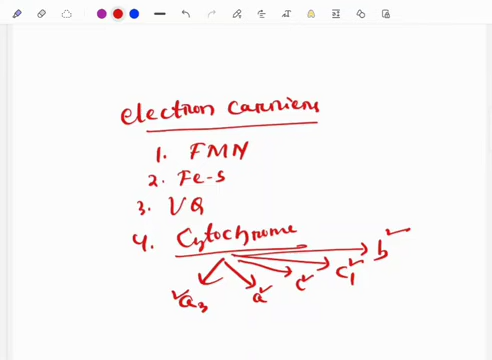 electron carriers
1. FMN
2. Fe-S
3. UQ
4. Cytochrome
a₃ a c c₁ b